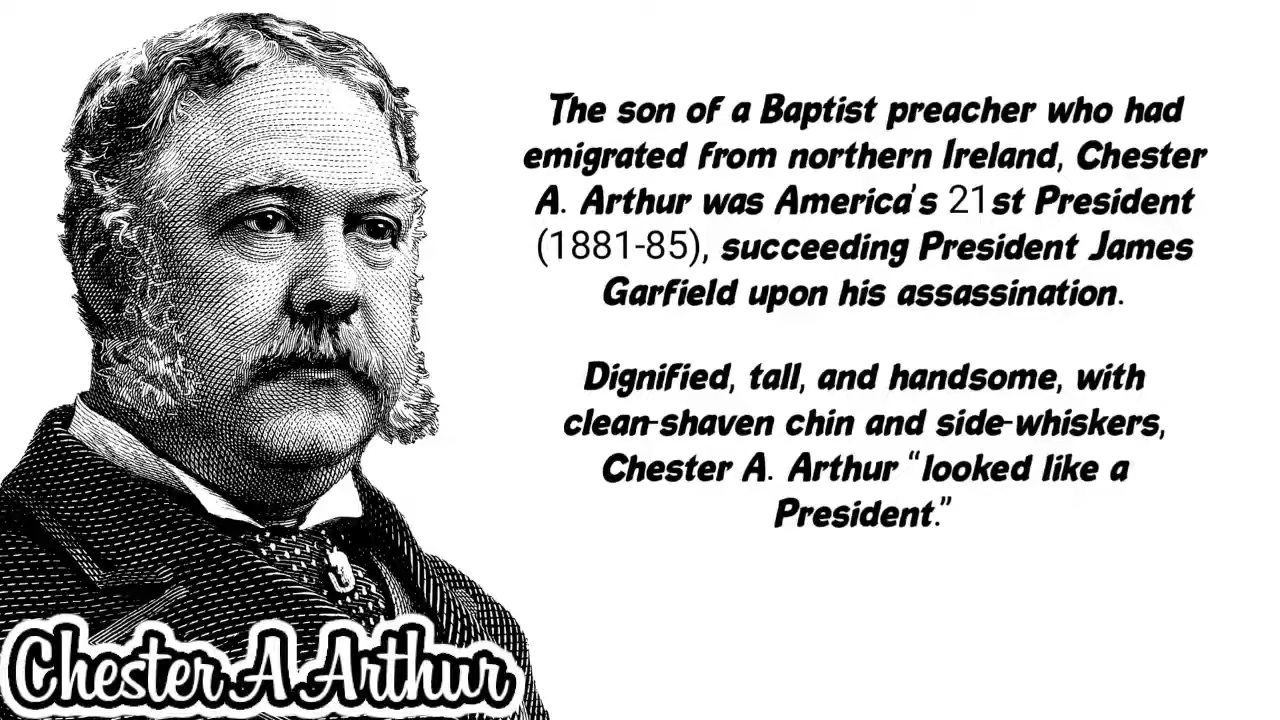 The son of a Baptist preacher who had
emigrated from northern Ireland, Chester
A. Arthur was America's 21st President
(1881-85), succeeding President James
Garfield upon his assassination.
Dignified, tall, and handsome, with
clean-shaven chin and side-whiskers,
Chester A. Arthur “looked like a
President.”
Chester A Arthur